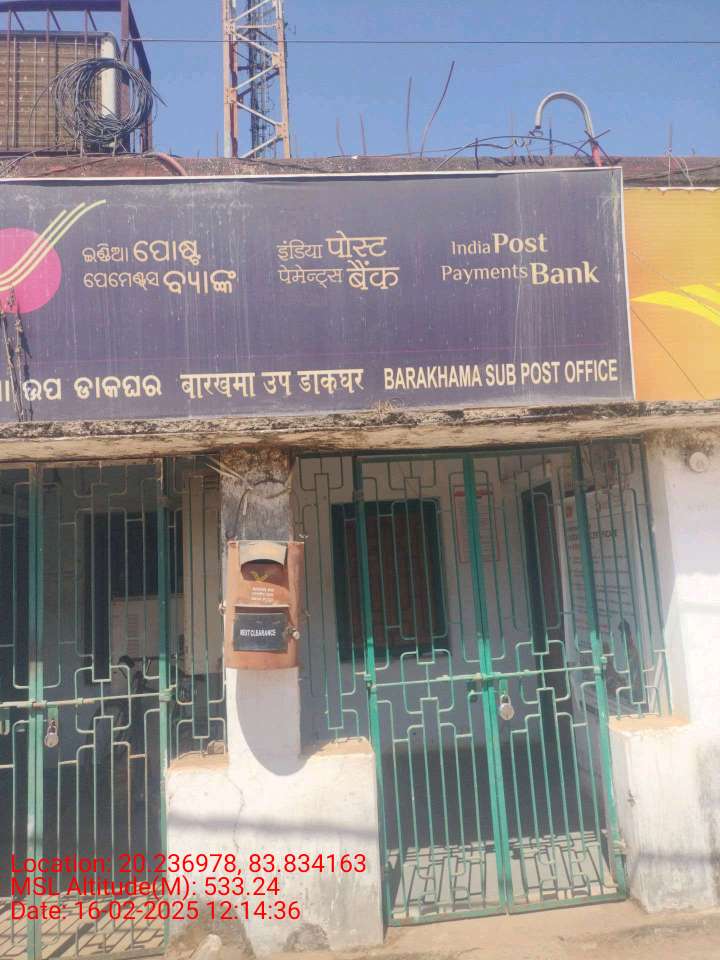 ଇଣ୍ଡିଆ ପୋଷ୍ଟ
ପେମେଣ୍ଟସ ବ୍ୟାଙ୍କ
इंडिया पोस्ट
पेमेन्ट्स बैंक
India Post
Payments Bank
ଉପ ଡାକଘର बारखमा उप डाकघर BARAKHAMA SUB POST OFFICE
NEXT CLEARANCE
Location: 20.236978, 83.834163
MSL Altitude(M): 533.24
Date: 16-02-2025 12:14:36